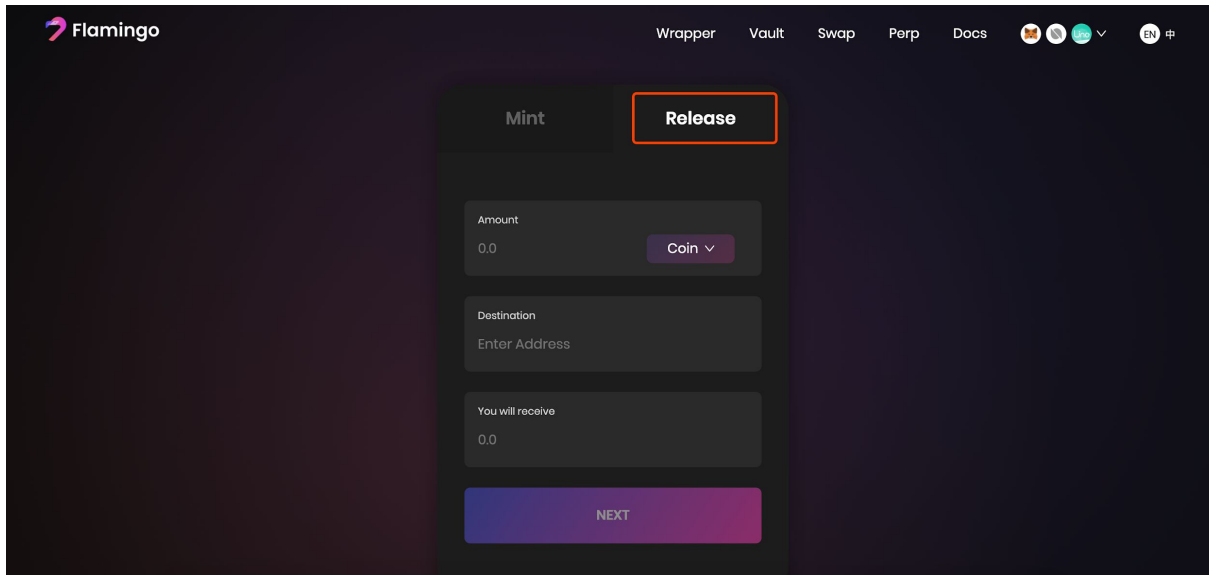 Flamingo Wrapper Vault Swap Perp Docs Lino EN 中
Mint Release
Amount
0.0 Coin
Destination
Enter Address
You will receive
0.0
NEXT